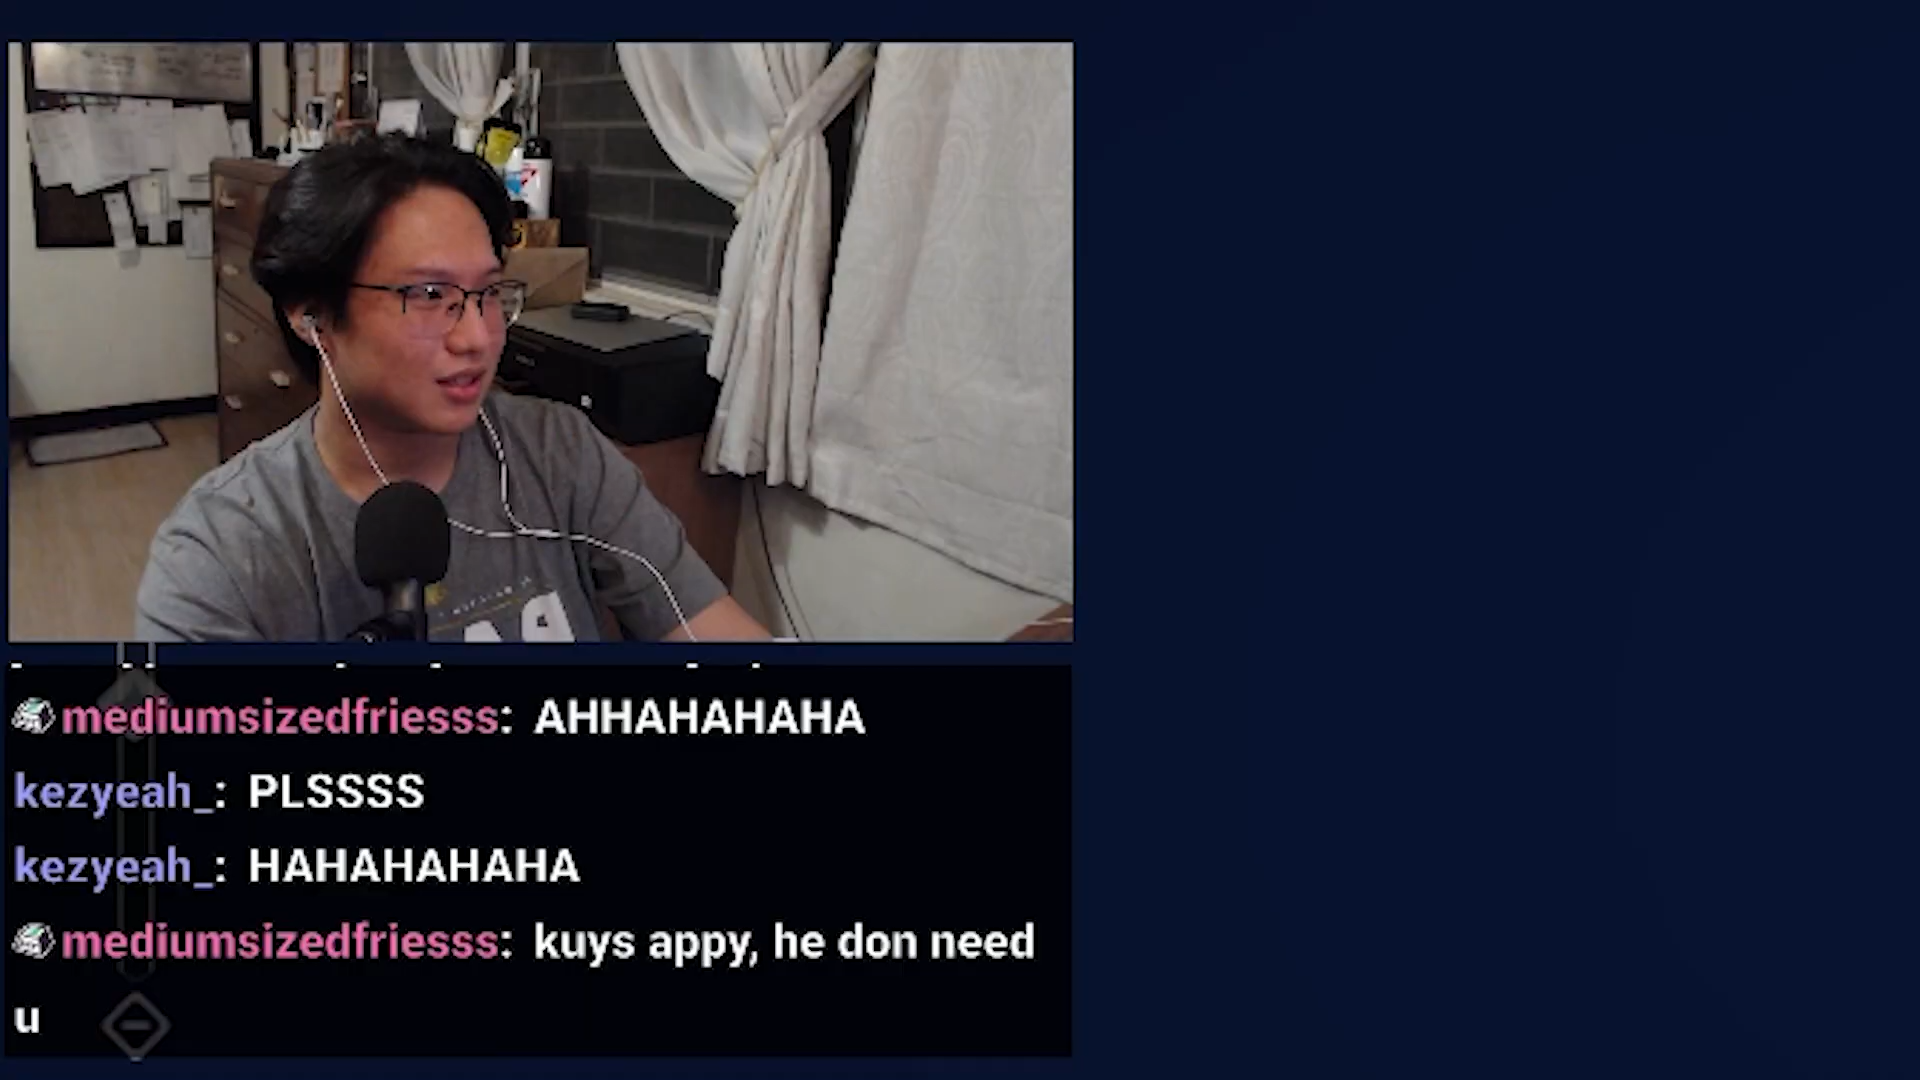 mediumsizedfriesss: AHHAHAHAHA
kezyeah_: PLSSSS
kezyeah_: HAHAHAHAHA
mediumsizedfriesss: kuys appy, he don need
u